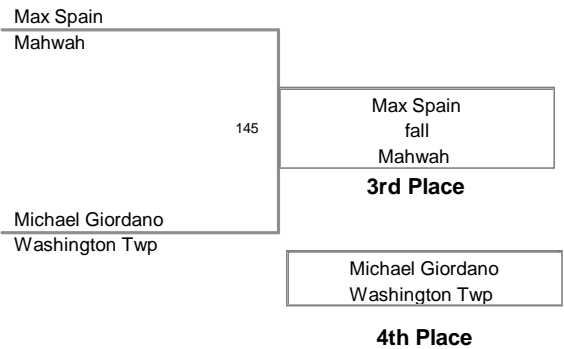 Max Spain
Mahwah
145
Max Spain
fall
Mahwah
3rd Place
Michael Giordano
Washington Twp
Michael Giordano
Washington Twp
4th Place